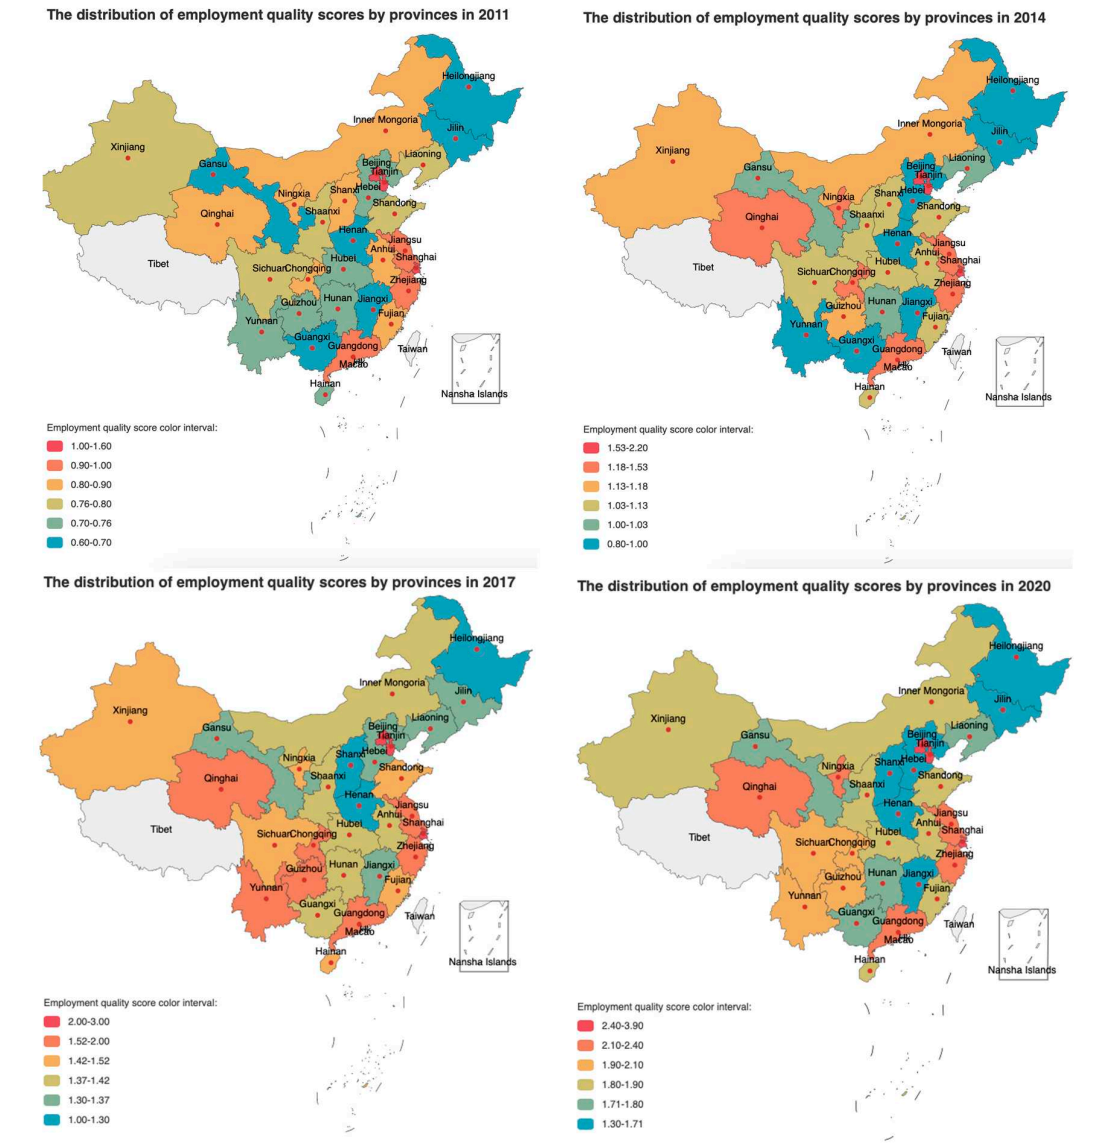 The distribution of employment quality scores by provinces in 2011
Heilongjiang
Jilin
Inner Mongoria
Liaoning
Xinjiang
Beijing
Tianjin
Gansu
Hebei
Ningxia
Shanxi
Shandong
Qinghai
Shaanxi
Henan
Jiangsu
Anhui
Shanghai
Hubei
Tibet
Sichuan
Chongqing
Zhejiang
Hunan
Jiangxi
Guizhou
Fujian
Yunnan
Guangxi
Guangdong
Taiwan
Macao
Hainan
Nansha Islands
Employment quality score color interval:
1.00-1.60
0.90-1.00
0.80-0.90
0.76-0.80
0.70-0.76
0.60-0.70
The distribution of employment quality scores by provinces in 2014
Heilongjiang
Inner Mongoria
Jilin
Xinjiang
Liaoning
Beijing
Gansu
Tianjin
Hebei
Ningxia
Shanxi
Shandong
Qinghai
Shaanxi
Henan
Jiangsu
Anhui
Shanghai
Hubei
Tibet
Sichuan
Chongqing
Zhejiang
Hunan
Jiangxi
Guizhou
Fujian
Yunnan
Guangxi
Guangdong
Taiwan
Macao
Hainan
Nansha Islands
Employment quality score color interval:
1.53-2.20
1.18-1.53
1.13-1.18
1.03-1.13
1.00-1.03
0.80-1.00
The distribution of employment quality scores by provinces in 2017
Heilongjiang
Inner Mongoria
Jilin
Xinjiang
Liaoning
Beijing
Gansu
Tianjin
Hebei
Ningxia
Shanxi
Shandong
Qinghai
Shaanxi
Henan
Jiangsu
Anhui
Shanghai
Hubei
Tibet
Sichuan
Chongqing
Zhejiang
Hunan
Jiangxi
Guizhou
Fujian
Yunnan
Guangxi
Guangdong
Taiwan
Macao
Hainan
Nansha Islands
Employment quality score color interval:
2.00-3.00
1.52-2.00
1.42-1.52
1.37-1.42
1.30-1.37
1.00-1.30
The distribution of employment quality scores by provinces in 2020
Heilongjiang
Inner Mongoria
Jilin
Xinjiang
Liaoning
Beijing
Gansu
Tianjin
Hebei
Ningxia
Shanxi
Shandong
Qinghai
Shaanxi
Henan
Jiangsu
Anhui
Shanghai
Hubei
Tibet
Sichuan
Chongqing
Zhejiang
Hunan
Jiangxi
Guizhou
Fujian
Yunnan
Guangxi
Guangdong
Taiwan
Macao
Hainan
Nansha Islands
Employment quality score color interval:
2.40-3.90
2.10-2.40
1.90-2.10
1.80-1.90
1.71-1.80
1.30-1.71